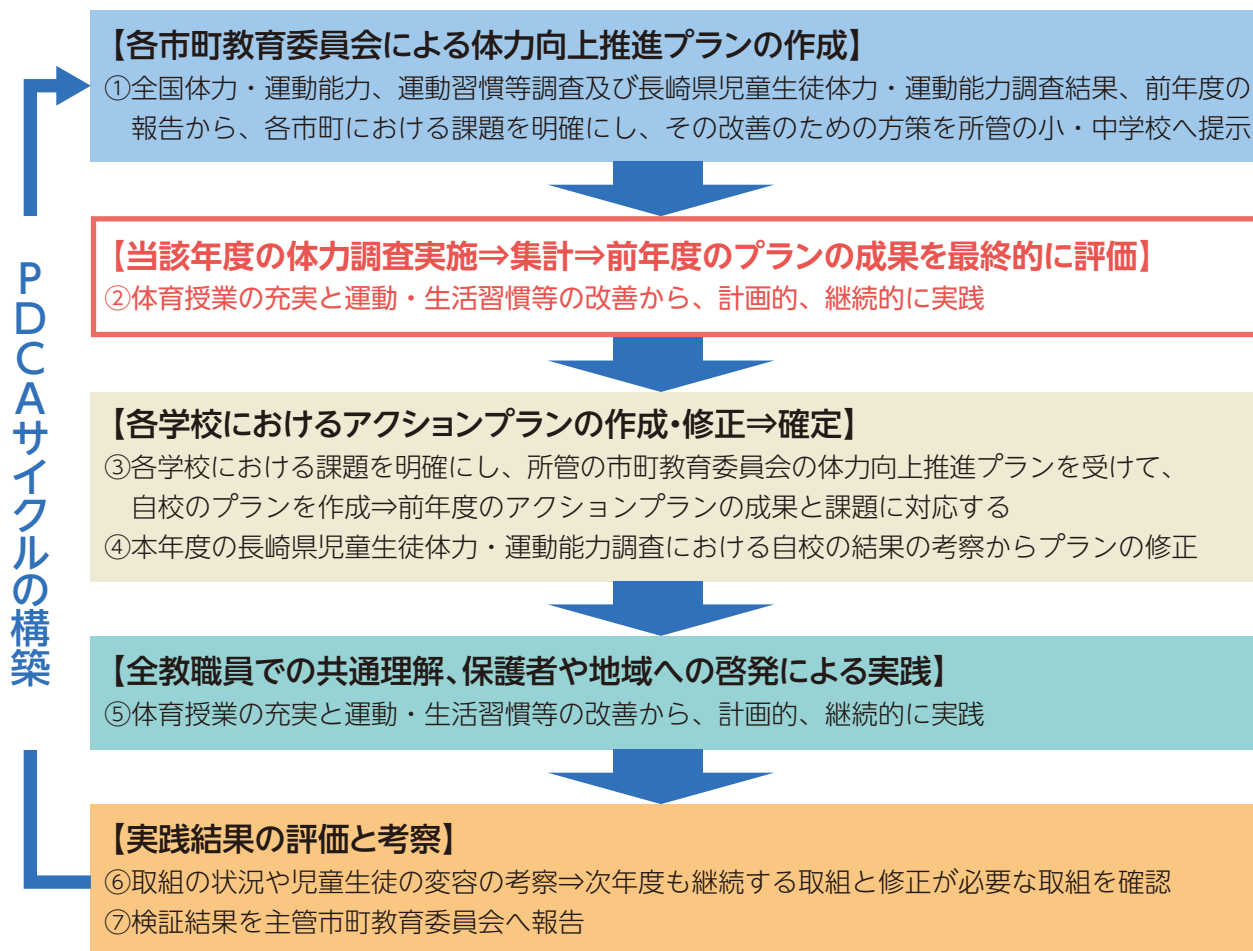 【各市町教育委員会による体力向上推進プランの作成】
①全国体力・運動能力、運動習慣等調査及び長崎県児童生徒体力・運動能力調査結果、前年度の
報告から、各市町における課題を明確にし、その改善のための方策を所管の小・中学校へ提示
【当該年度の体力調査実施⇒集計⇒前年度のプランの成果を最終的に評価】
②体育授業の充実と運動・生活習慣等の改善から、計画的、継続的に実践
PDCAサイクルの構築
【各学校におけるアクションプランの作成・修正⇒確定】
③各学校における課題を明確にし、所管の市町教育委員会の体力向上推進プランを受けて、
自校のプランを作成⇒前年度のアクションプランの成果と課題に対応する
④本年度の長崎県児童生徒体力・運動能力調査における自校の結果の考察からプランの修正
【全教職員での共通理解、保護者や地域への啓発による実践】
⑤体育授業の充実と運動・生活習慣等の改善から、計画的、継続的に実践
【実践結果の評価と考察】
⑥取組の状況や児童生徒の変容の考察⇒次年度も継続する取組と修正が必要な取組を確認
⑦検証結果を主管市町教育委員会へ報告